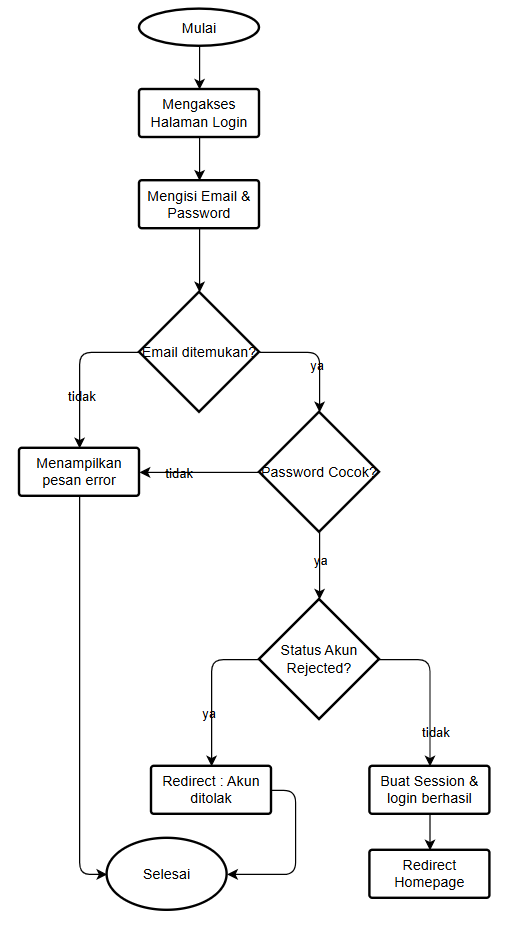 Mulai
Mengakses
Halaman Login
Mengisi Email &
Password
Email ditemukan?
ya
tidak
Menampilkan
pesan error
tidak
Password Cocok?
ya
Status Akun
Rejected?
ya
tidak
Redirect : Akun
ditolak
Buat Session &
login berhasil
Selesai
Redirect
Homepage